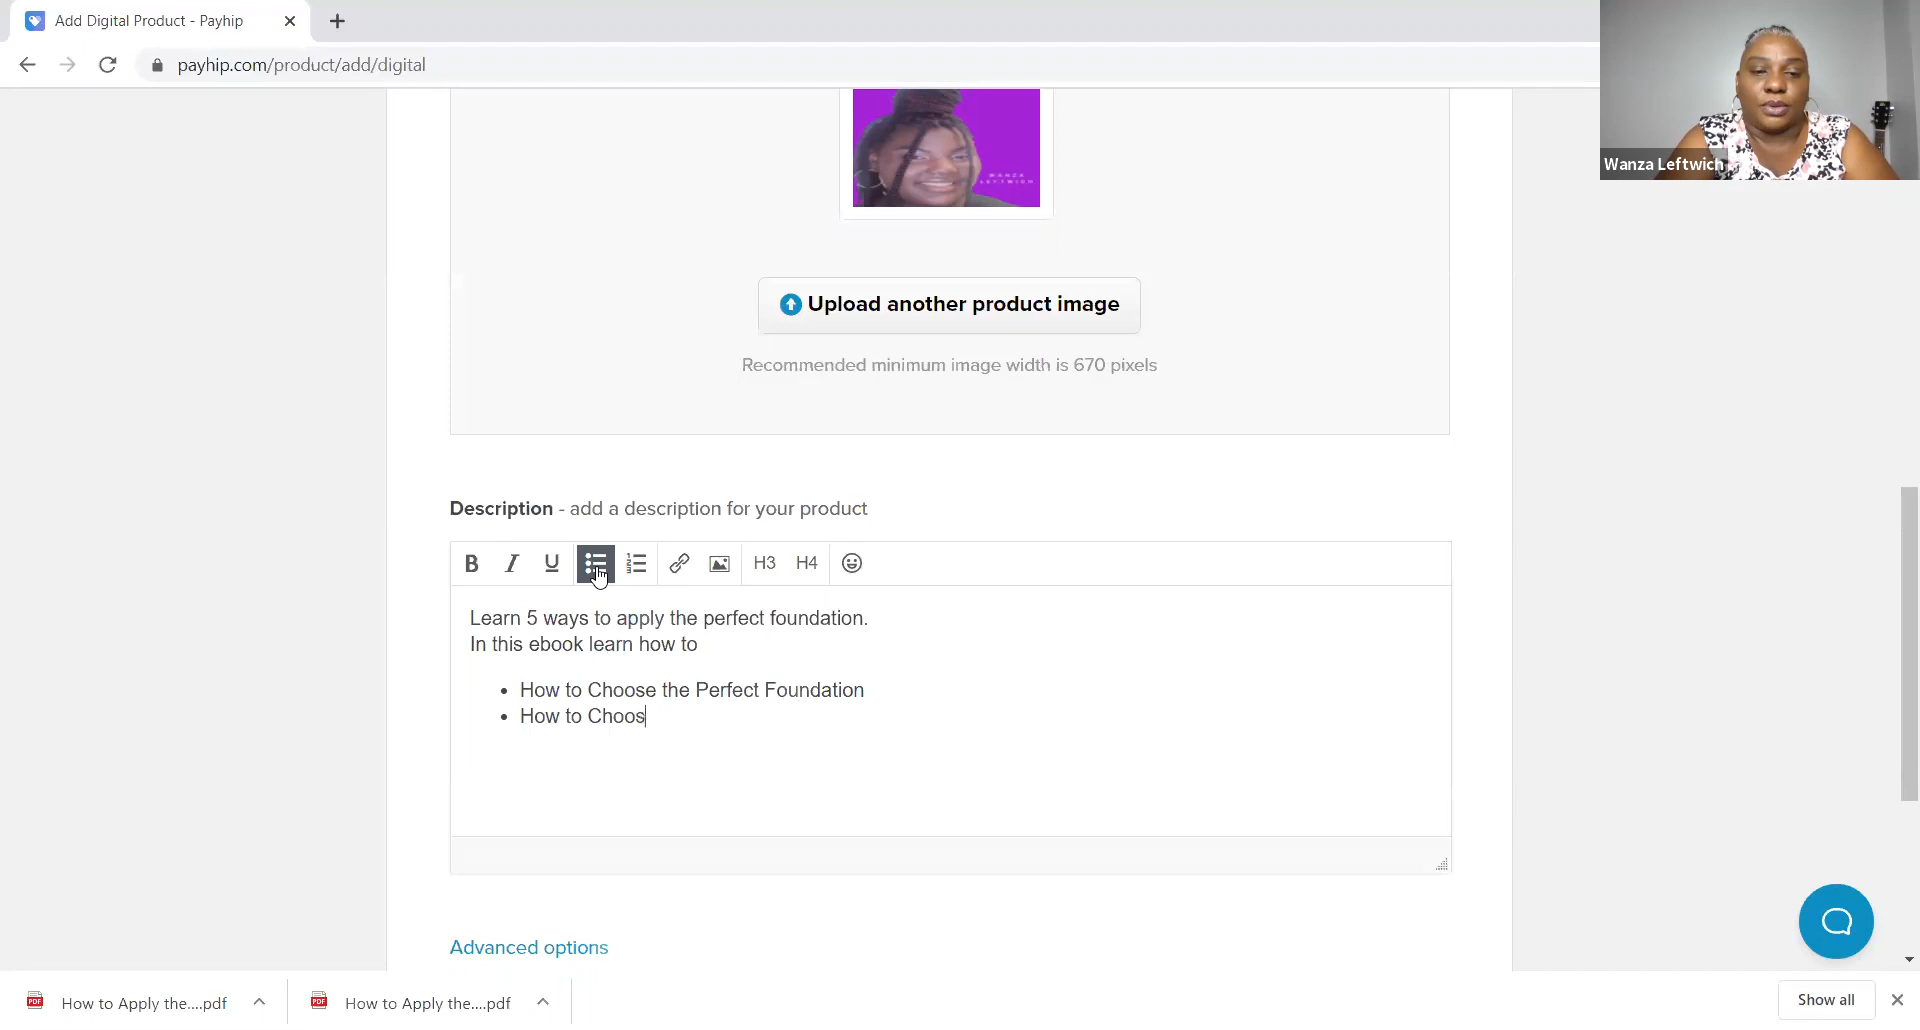 Add Digital Product - Payhip
payhip.com/product/add/digital
Wanza Leftwich
WANZA
LEFTWICH
Upload another product image
Recommended minimum image width is 670 pixels
Description - add a description for your product
B I U H3 H4
Learn 5 ways to apply the perfect foundation.
In this ebook learn how to
• How to Choose the Perfect Foundation
• How to Choos
Advanced options
How to Apply the....pdf
How to Apply the....pdf
Show all